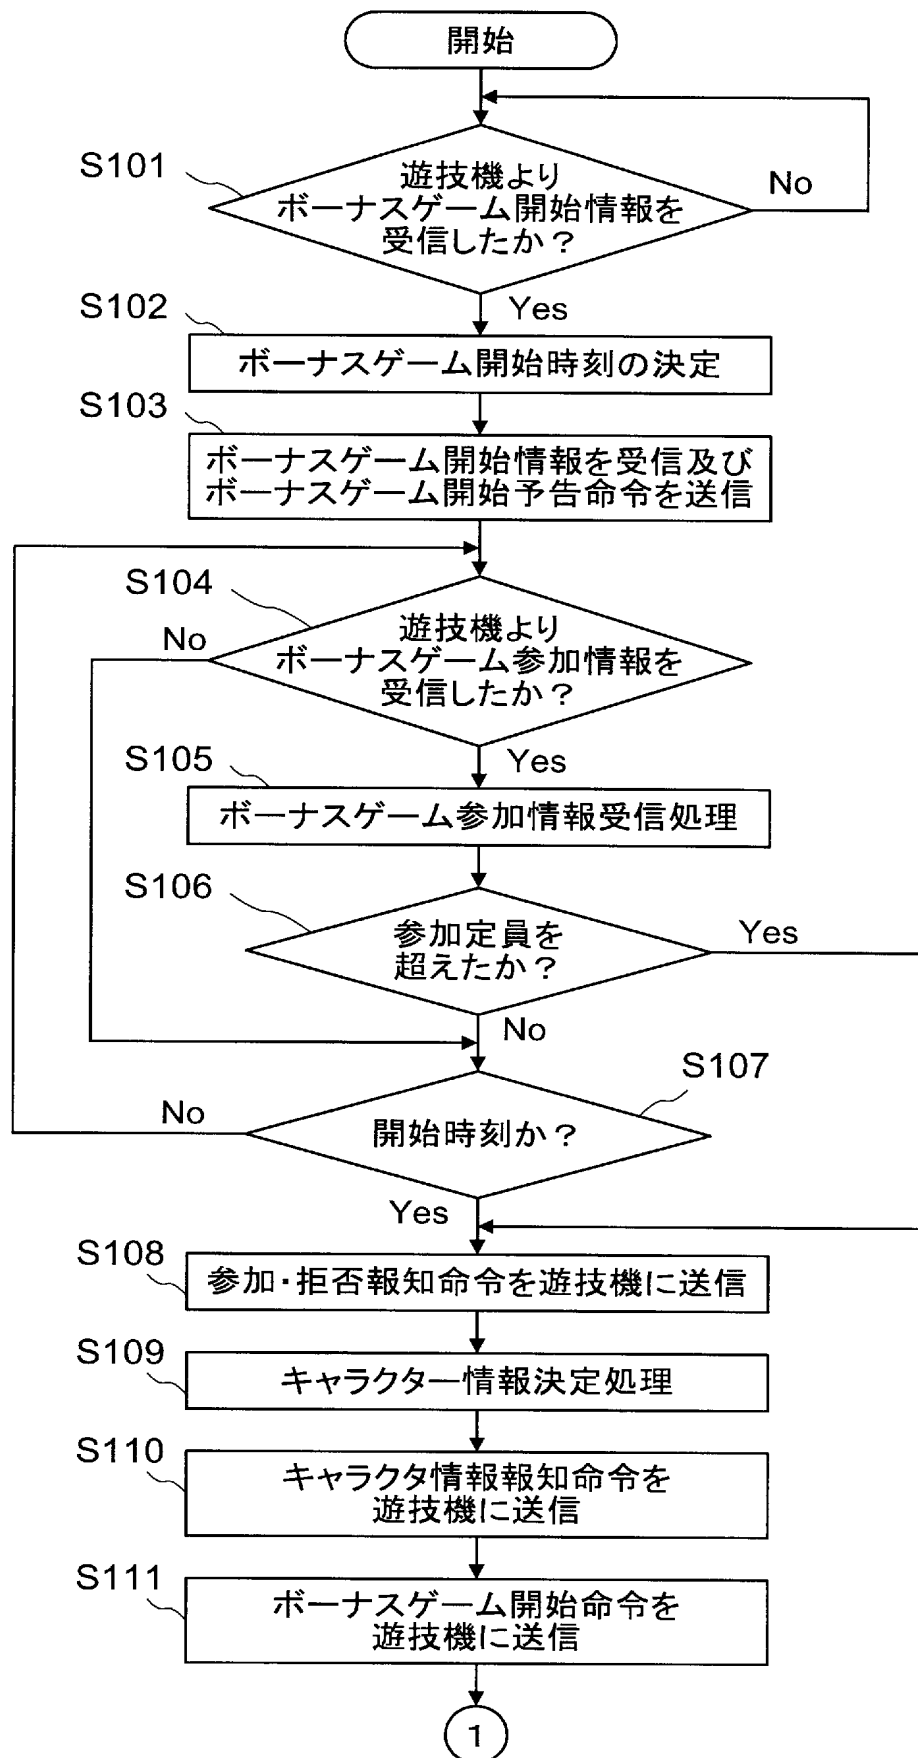 開始
S101
遊技機より
ボーナスゲーム開始情報を
受信したか？
No
Yes
S102
ボーナスゲーム開始時刻の決定
S103
ボーナスゲーム開始情報を受信及び
ボーナスゲーム開始予告命令を送信
S104
遊技機より
ボーナスゲーム参加情報を
受信したか？
No
Yes
S105
ボーナスゲーム参加情報受信処理
S106
参加定員を
超えたか？
Yes
No
S107
開始時刻か？
No
Yes
S108
参加・拒否報知命令を遊技機に送信
S109
キャラクター情報決定処理
S110
キャラクタ情報報知命令を
遊技機に送信
S111
ボーナスゲーム開始命令を
遊技機に送信
1